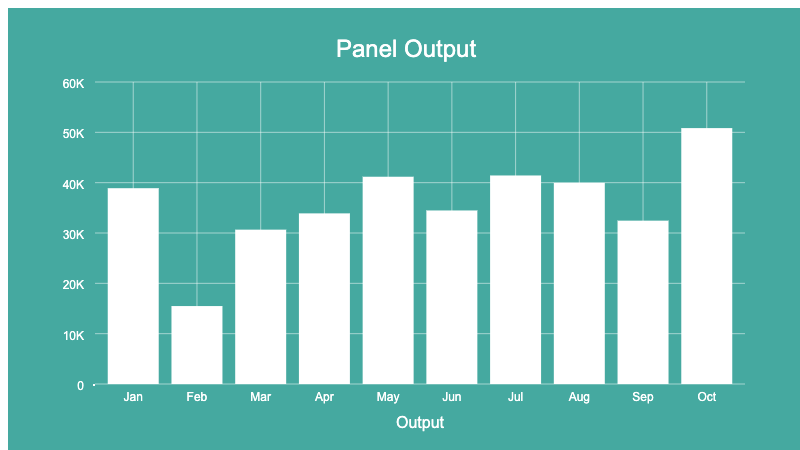 Panel Output
60K
50K
40K
30K
20K
10K
0
Jan Feb Mar Apr May Jun Jul Aug Sep Oct
Output